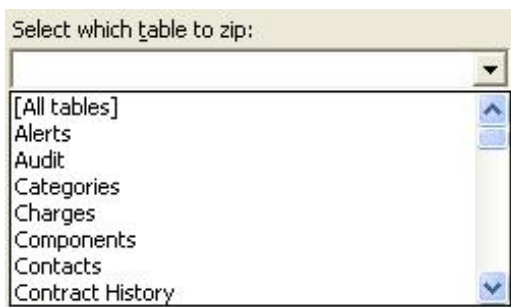 Select which table to zip:
[All tables]
Alerts
Audit
Categories
Charges
Components
Contacts
Contract History